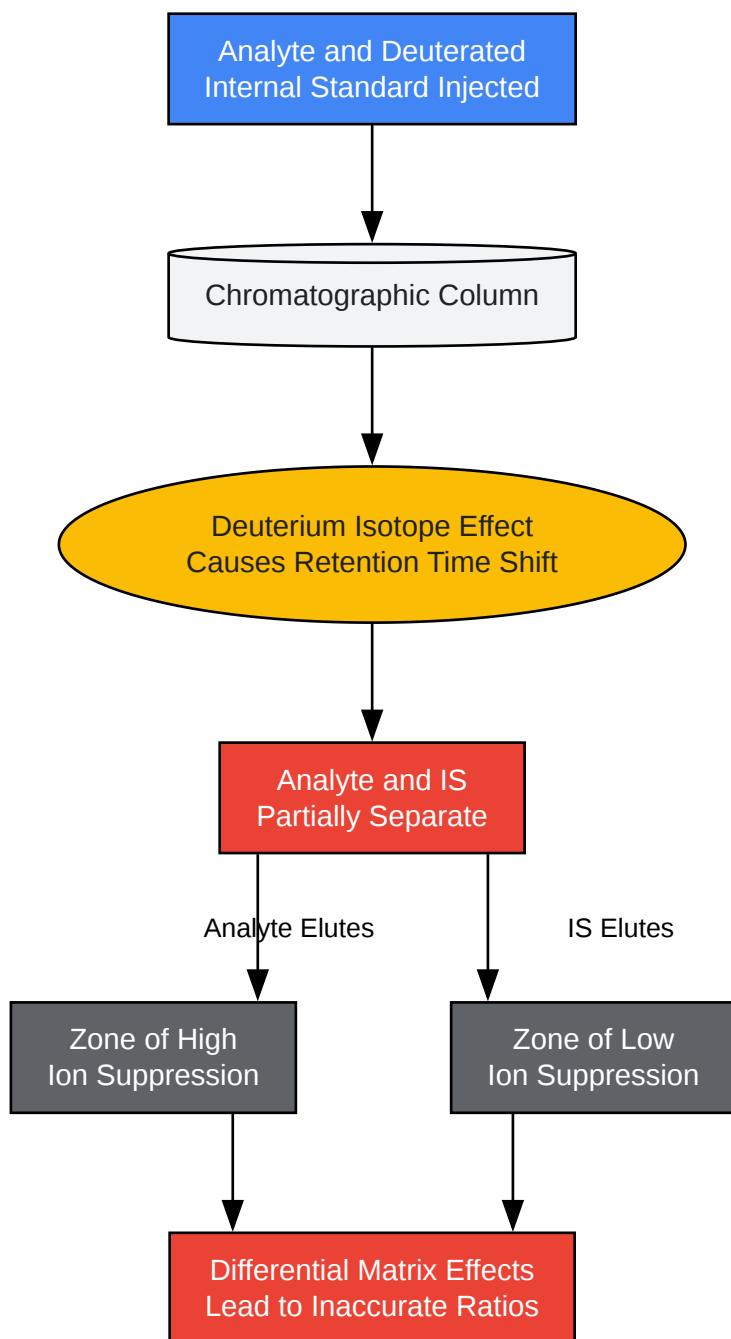 Analyte and Deuterated
Internal Standard Injected
Chromatographic Column
Deuterium Isotope Effect
Causes Retention Time Shift
Analyte and IS
Partially Separate
Analyte Elutes
IS Elutes
Zone of High
Ion Suppression
Zone of Low
Ion Suppression
Differential Matrix Effects
Lead to Inaccurate Ratios